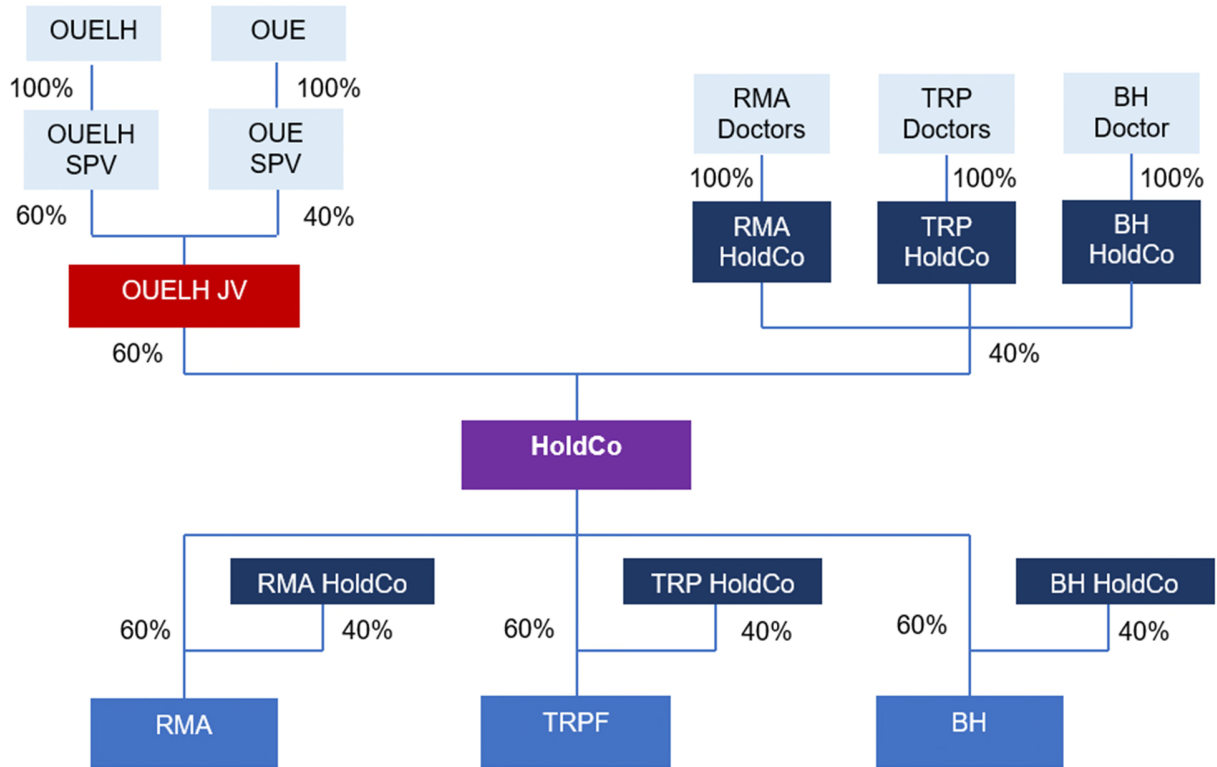 OUELH
OUE
100%
100%
OUELH
SPV
OUE
SPV
60%
40%
OUELH JV
60%
RMA
Doctors
TRP
Doctors
BH
Doctor
100%
100%
100%
RMA
HoldCo
TRP
HoldCo
BH
HoldCo
40%
HoldCo
RMA HoldCo
TRP HoldCo
BH HoldCo
60%
40%
60%
40%
60%
40%
RMA
TRPF
BH